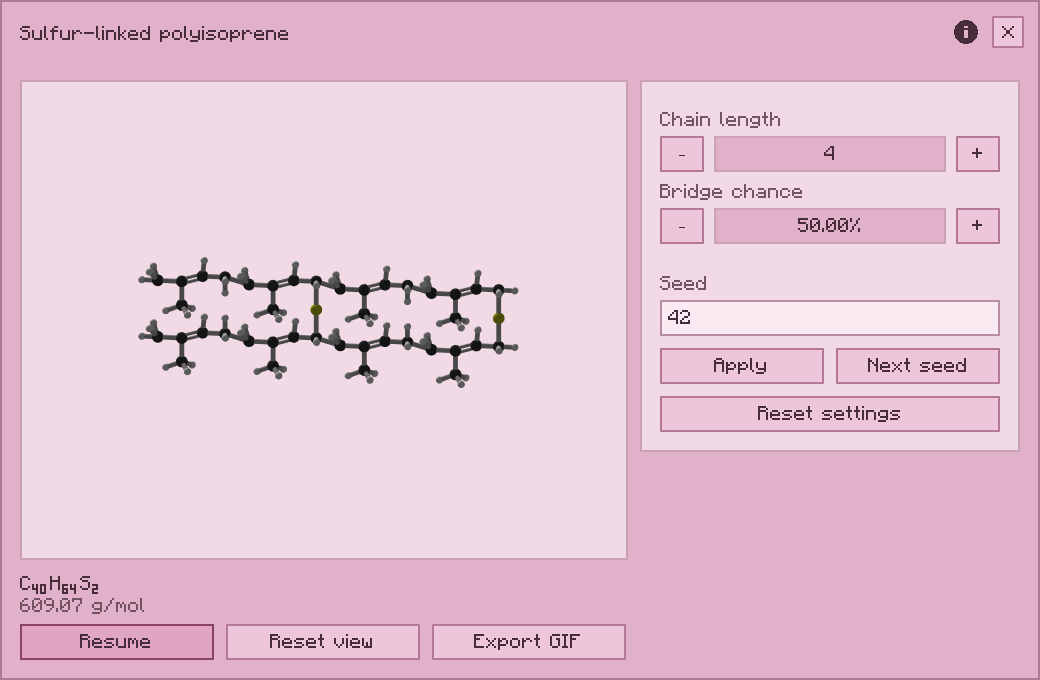 Sulfur-linked polyisoprene
i
Chain length
- 4 +
Bridge chance
- 50.00% +
Seed
42
Apply Next seed
Reset settings
C₄₀H₆₄S₂
609.07 g/mol
Resume Reset view Export GIF